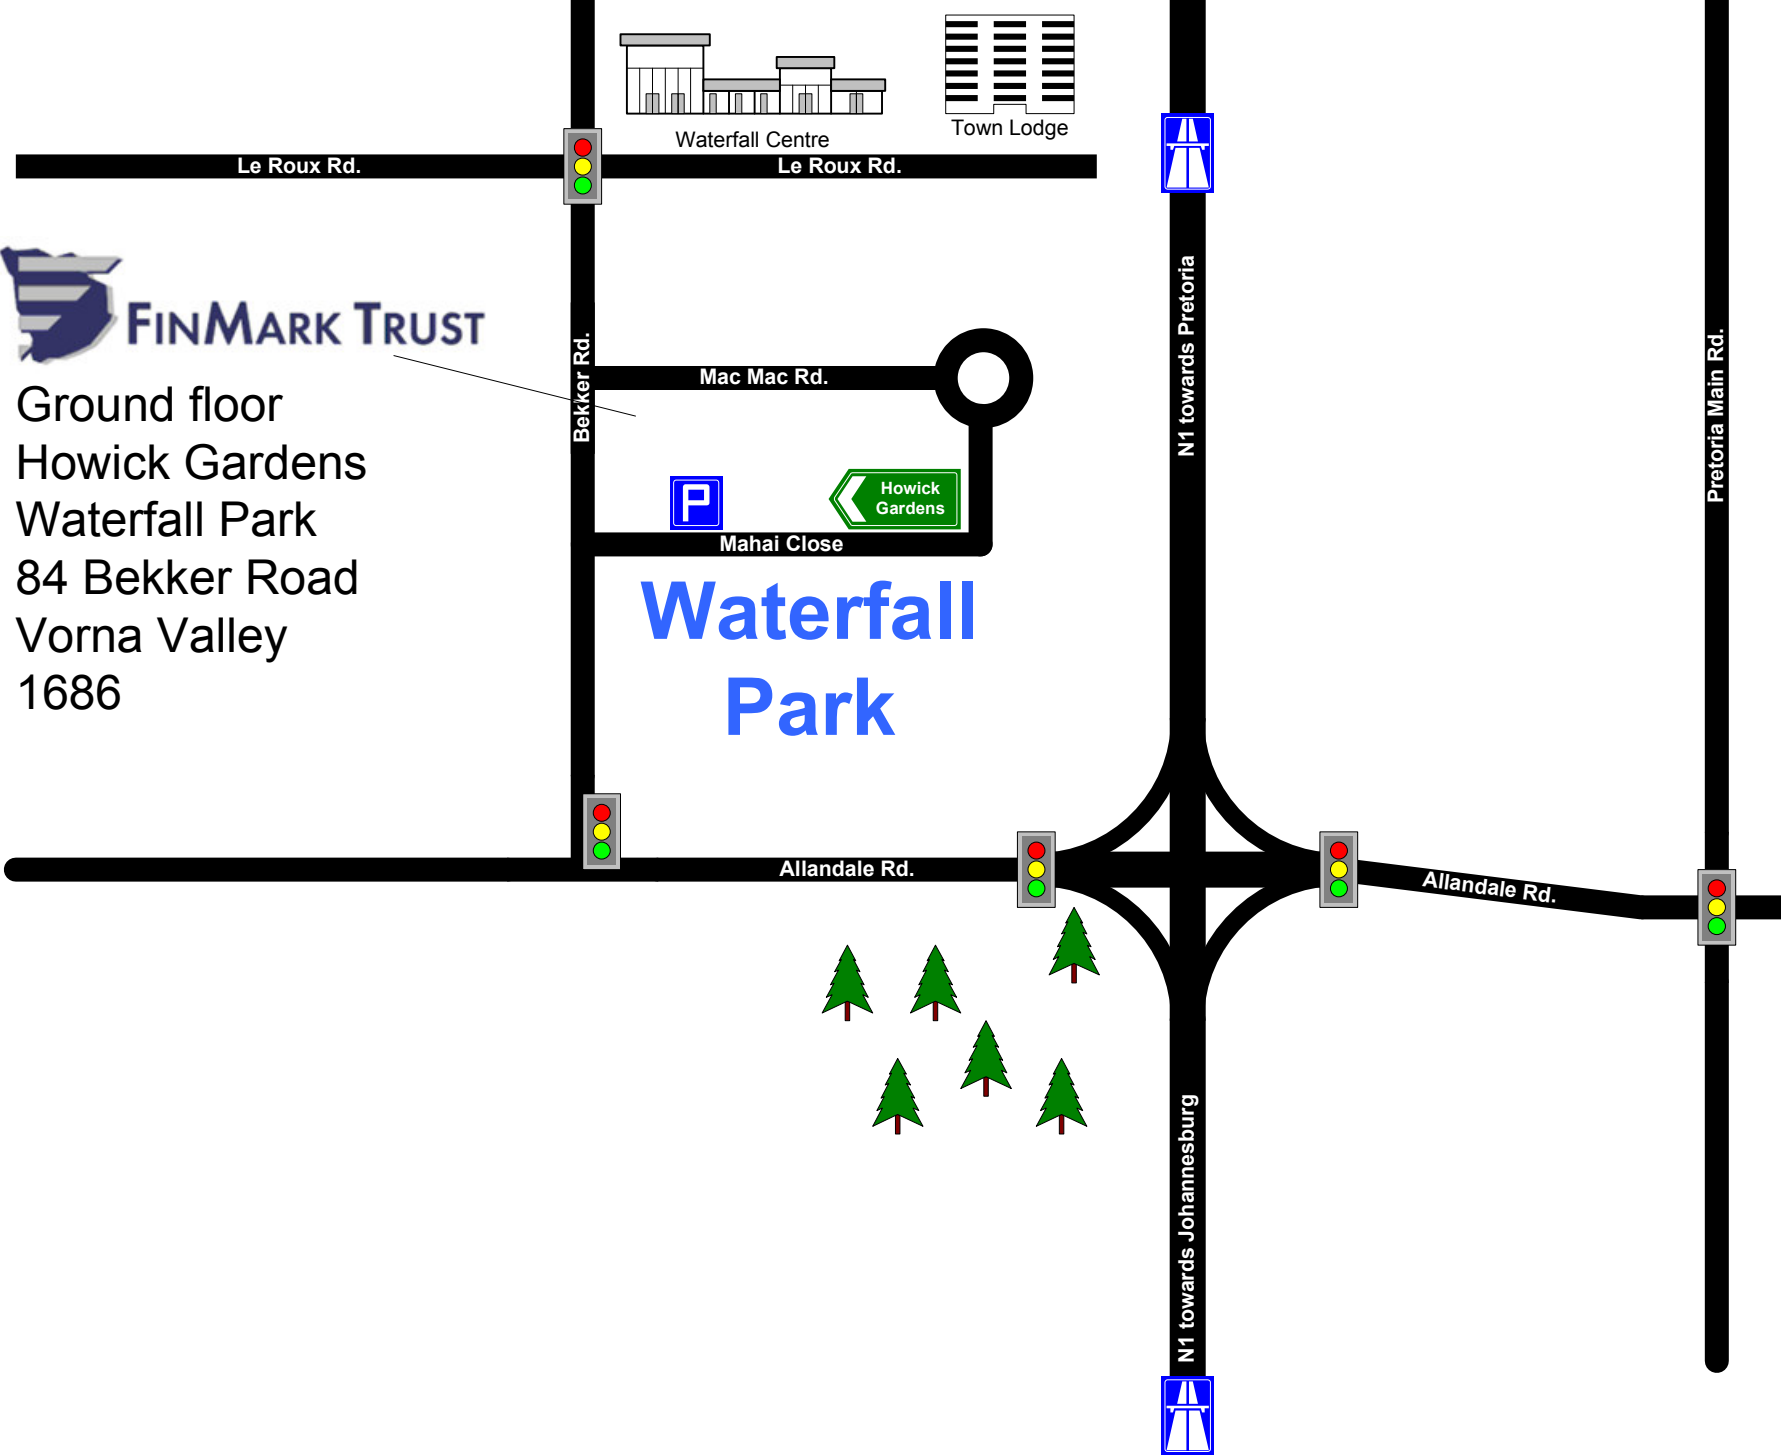 Waterfall Centre
Town Lodge
Le Roux Rd.
Le Roux Rd.
FINMARK TRUST
Ground floor
Howick Gardens
Waterfall Park
84 Bekker Road
Vorna Valley
1686
Bekker Rd.
Mac Mac Rd.
N1 towards Pretoria
Pretoria Main Rd.
P
Howick
Gardens
Mahai Close
Waterfall
Park
Allandale Rd.
Allandale Rd.
N1 towards Johannesburg